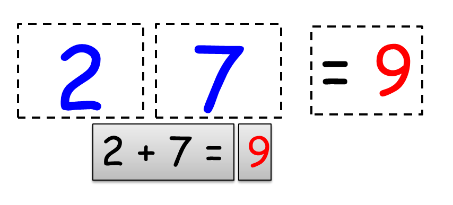 2 7 = 9
2 + 7 = 9